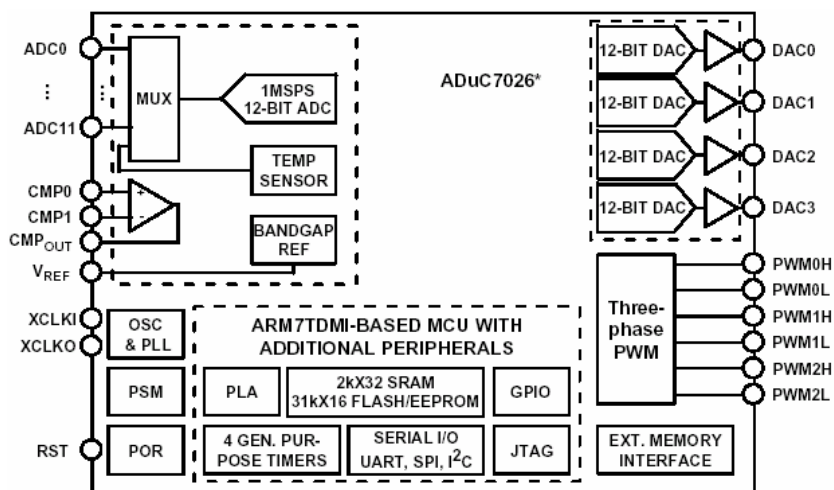 ADuC7026*
ADC0
...
...
ADC11
MUX
1MSPS
12-BIT ADC
TEMP
SENSOR
CMP0
CMP1
CMPOUT
+
-
BANDGAP
REF
VREF
12-BIT DAC
DAC0
12-BIT DAC
DAC1
12-BIT DAC
DAC2
12-BIT DAC
DAC3
Three-
phase
PWM
PWM0H
PWM0L
PWM1H
PWM1L
PWM2H
PWM2L
XCLKI
XCLKO
OSC
& PLL
PSM
RST
POR
ARM7TDMI-BASED MCU WITH
ADDITIONAL PERIPHERALS
PLA
2kX32 SRAM
31kX16 FLASH/EEPROM
GPIO
4 GEN. PUR-
POSE TIMERS
SERIAL I/O
UART, SPI, I²C
JTAG
EXT. MEMORY
INTERFACE